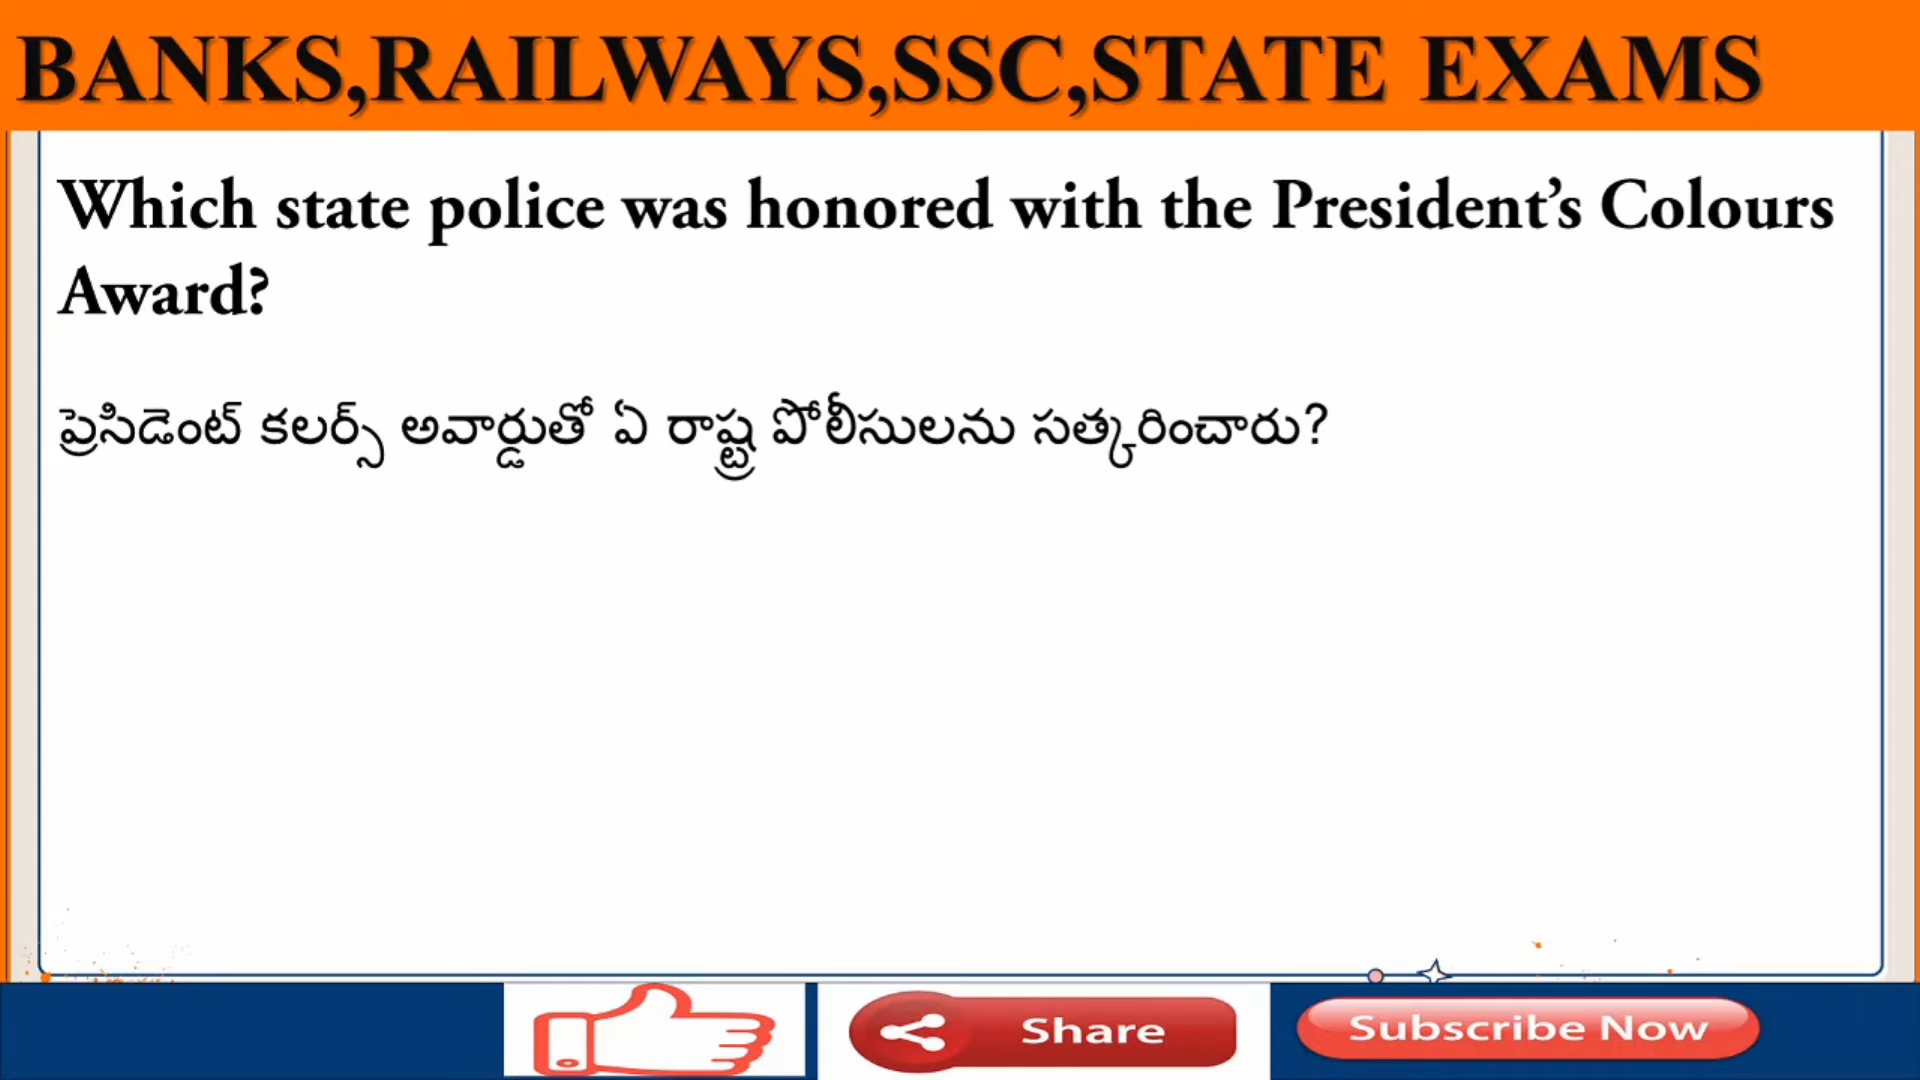 BANKS,RAILWAYS,SSC,STATE EXAMS
Which state police was honored with the President’s Colours
Award?
ప్రెసిడెంట్ కలర్స్ అవార్డుతో ఏ రాష్ట్ర పోలీసులను సత్కరించారు?
Share
Subscribe Now